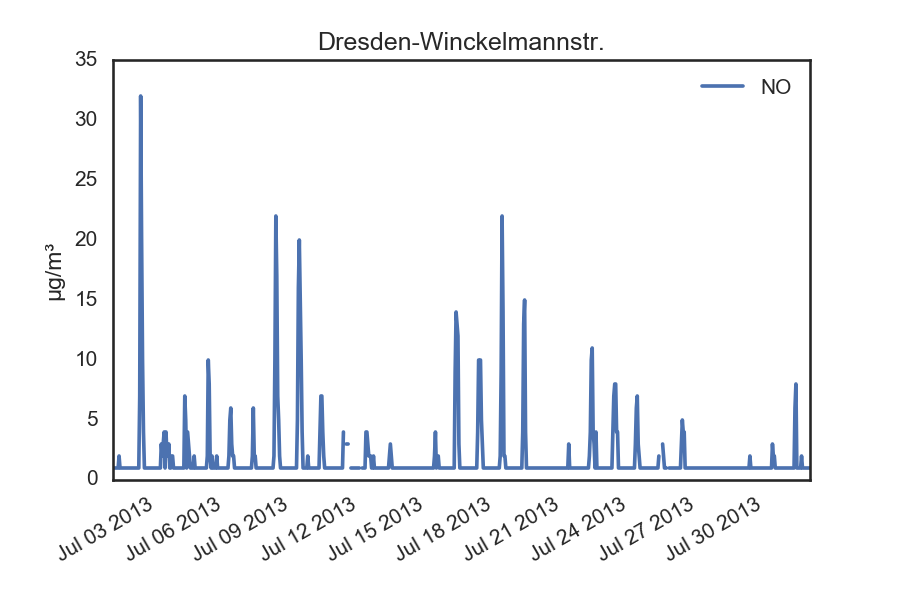 Dresden-Winckelmannstr.
35
30
25
20
15
10
5
0
µg/m³
NO
Jul 03 2013
Jul 06 2013
Jul 09 2013
Jul 12 2013
Jul 15 2013
Jul 18 2013
Jul 21 2013
Jul 24 2013
Jul 27 2013
Jul 30 2013